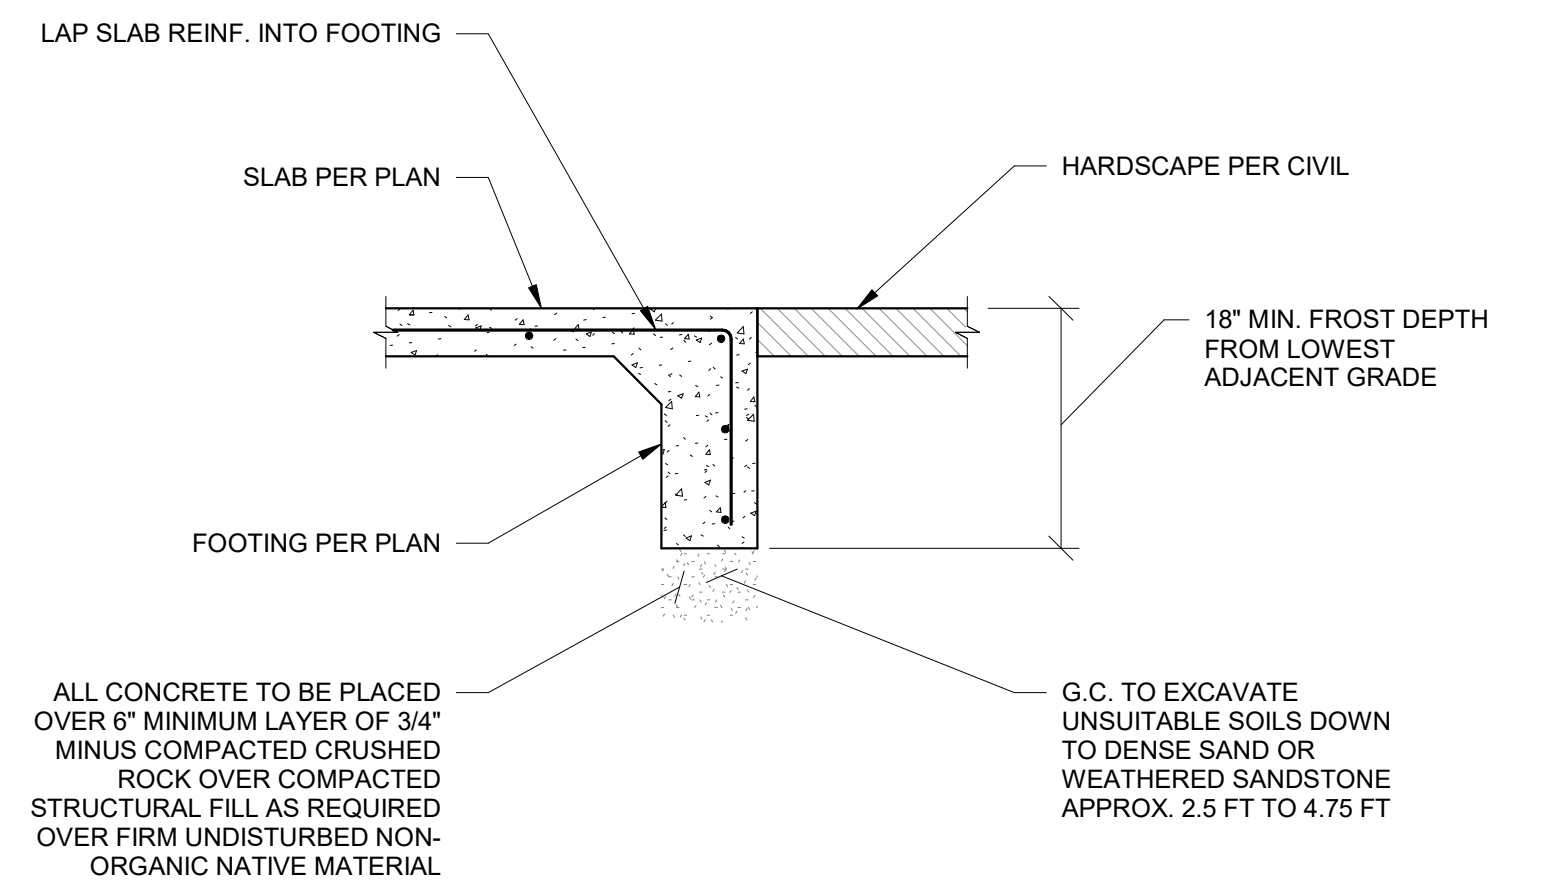 LAP SLAB REINF. INTO FOOTING
SLAB PER PLAN
HARDSCAPE PER CIVIL
18" MIN. FROST DEPTH
FROM LOWEST
ADJACENT GRADE
FOOTING PER PLAN
ALL CONCRETE TO BE PLACED
OVER 6" MINIMUM LAYER OF 3/4"
MINUS COMPACTED CRUSHED
ROCK OVER COMPACTED
STRUCTURAL FILL AS REQUIRED
OVER FIRM UNDISTURBED NON-
ORGANIC NATIVE MATERIAL
G.C. TO EXCAVATE
UNSUITABLE SOILS DOWN
TO DENSE SAND OR
WEATHERED SANDSTONE
APPROX. 2.5 FT TO 4.75 FT